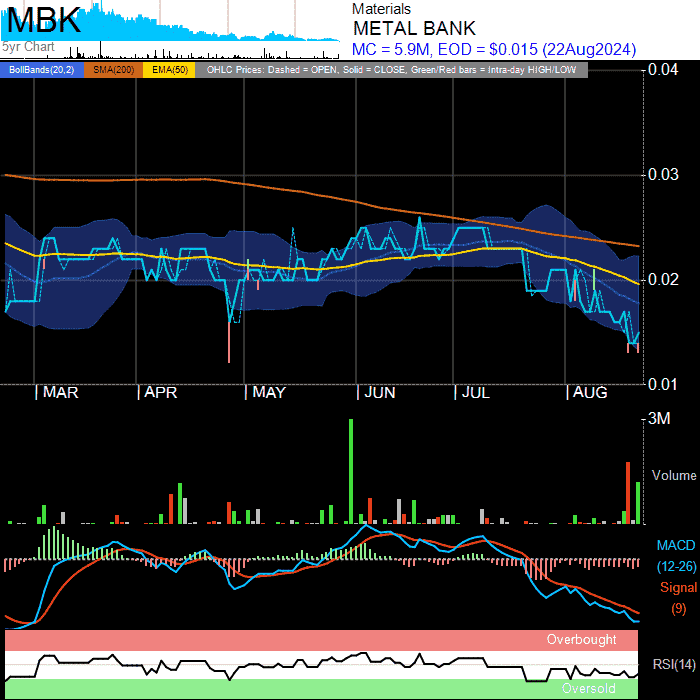 MBK
5yr Chart
Materials
METAL BANK
MC = 5.9M, EOD = $0.015 (22Aug2024)
BollBands(20,2) SMA(200) EMA(50) OHLC Prices: Dashed = OPEN, Solid = CLOSE, Green/Red bars = Intra-day HIGH/LOW
0.04
0.03
0.02
0.01
MAR APR MAY JUN JUL AUG
3M
Volume
MACD
(12-26)
Signal
(9)
Overbought
RSI(14)
Oversold